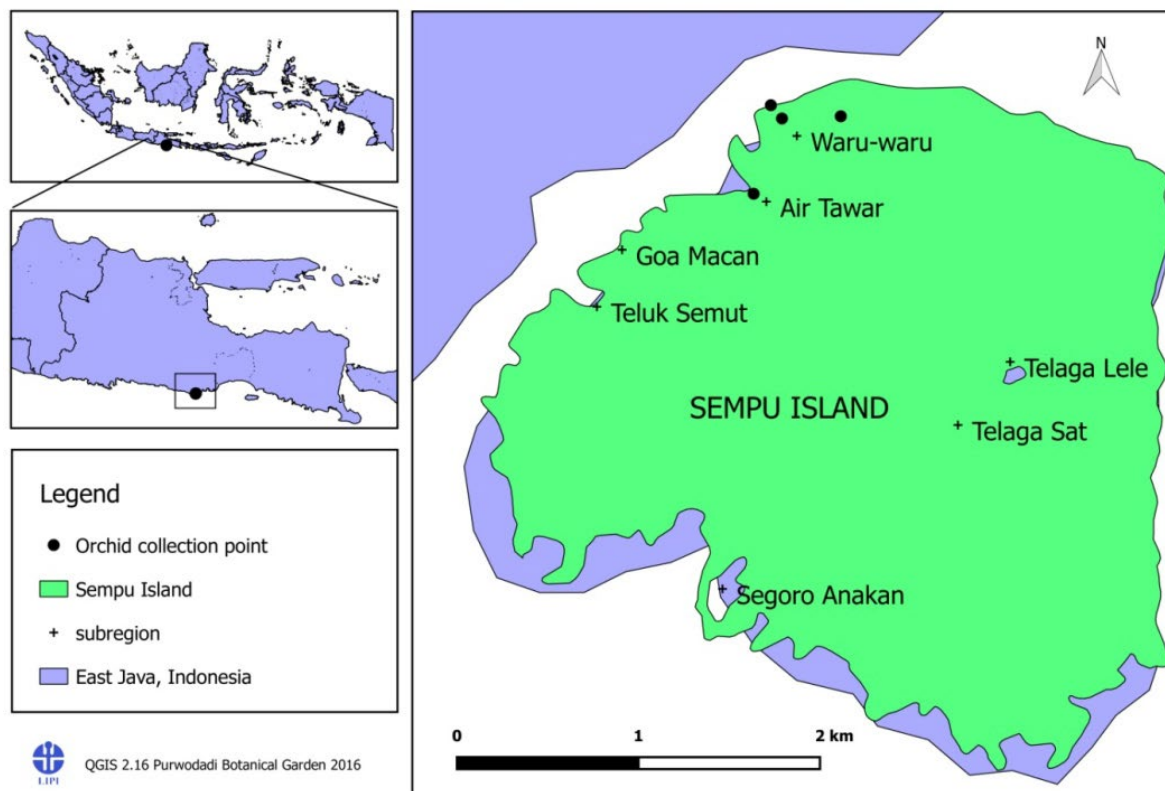 Legend
Orchid collection point
Sempu Island
subregion
East Java, Indonesia
LIPI
QGIS 2.16 Purwodadi Botanical Garden 2016
N
Waru-waru
Air Tawar
Goa Macan
Teluk Semut
Telaga Lele
SEMPU ISLAND
Telaga Sat
Segoro Anakan
0 1 2 km